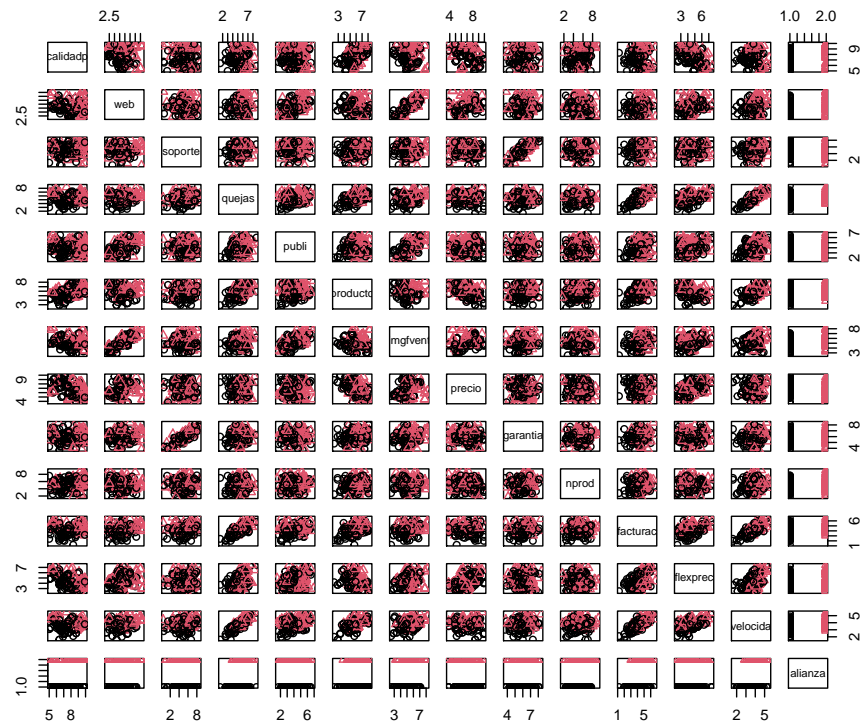 2.5 2 7 3 7 4 8 2 8 3 6 1.0 2.0
calidadp 5 9
2.5 web
soporte 2
2 8 quejas
publi 2 7
3 8 producto
mgfvent 3 8
4 9 precio
garantia 4 8
2 8 nprod
facturac 1 6
3 7 flexprec
velocida 2 5
1.0 alianza
5 8 2 8 2 6 3 7 4 7 1 5 2 5